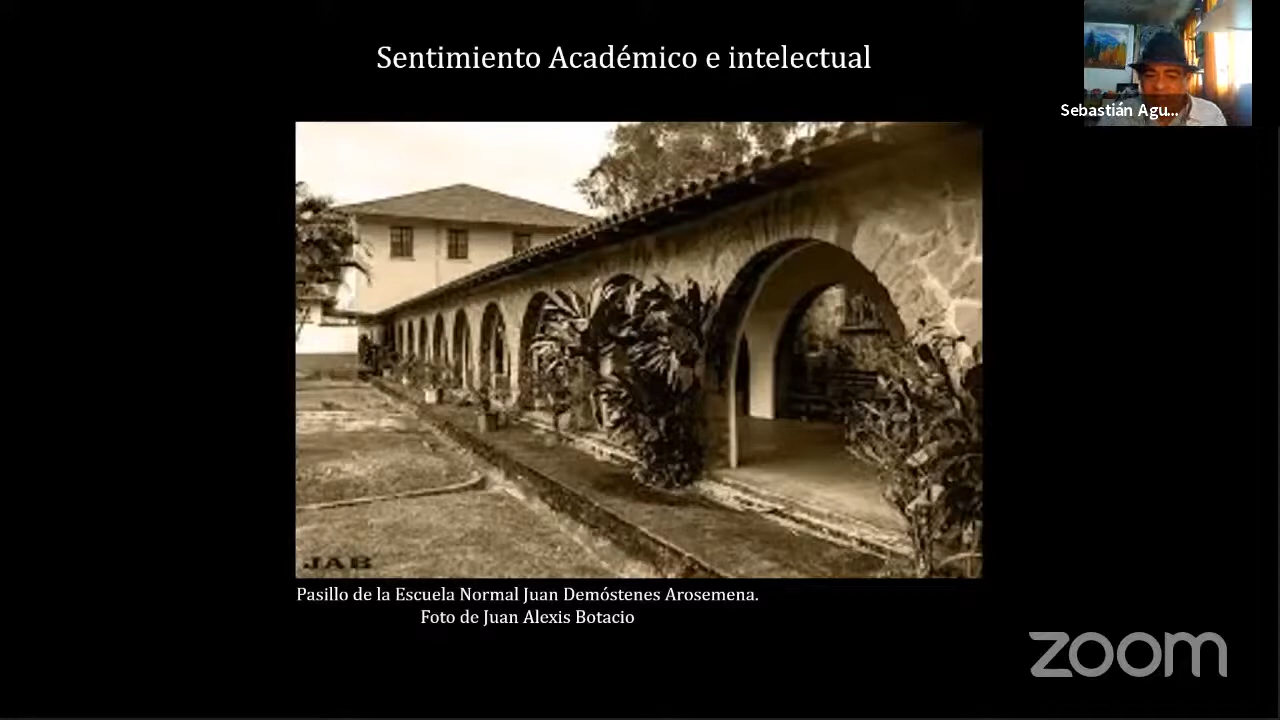 Sentimiento Académico e intelectual
Sebastián Agu...
JAB
Pasillo de la Escuela Normal Juan Demóstenes Arosemena.
Foto de Juan Alexis Botacio
zoom